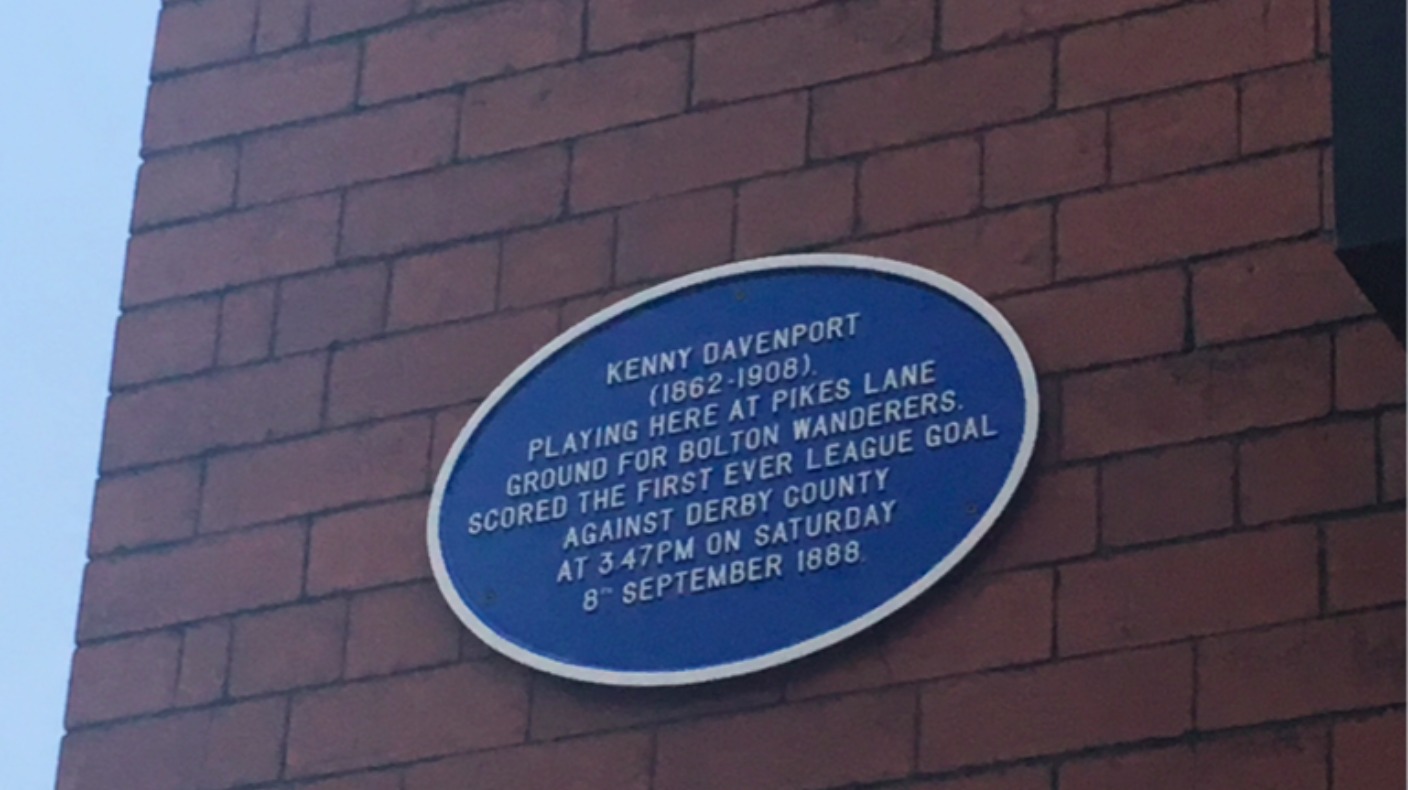 KENNY DAVENPORT
(1862-1908).
PLAYING HERE AT PIKES LANE
GROUND FOR BOLTON WANDERERS.
SCORED THE FIRST EVER LEAGUE GOAL
AGAINST DERBY COUNTY
AT 3.47PM ON SATURDAY
8TH SEPTEMBER 1888.